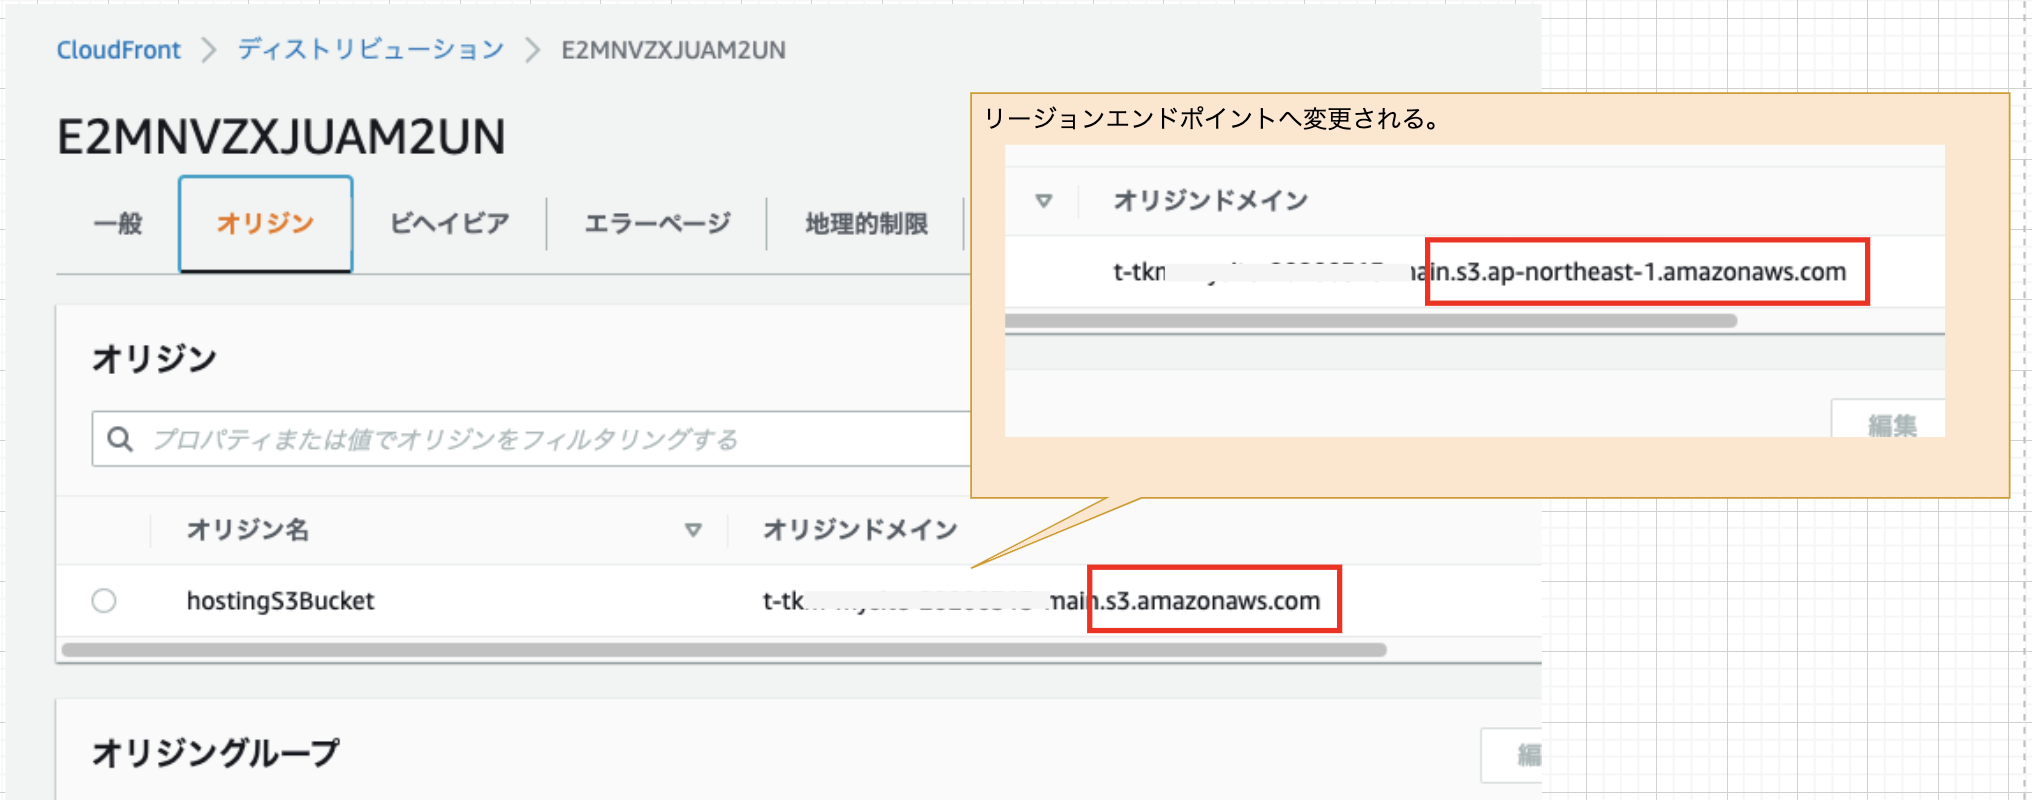 CloudFront > ディストリビューション > E2MNVZXJUAM2UN
E2MNVZXJUAM2UN
一般 オリジン ビヘイビア エラーページ 地理的制限
リージョンエンドポイントへ変更される。
オリジンドメイン
t-tkn ain.s3.ap-northeast-1.amazonaws.com
編集
オリジン
プロパティまたは値でオリジンをフィルタリングする
オリジン名 オリジンドメイン
hostingS3Bucket t-tk main.s3.amazonaws.com
オリジングループ
編